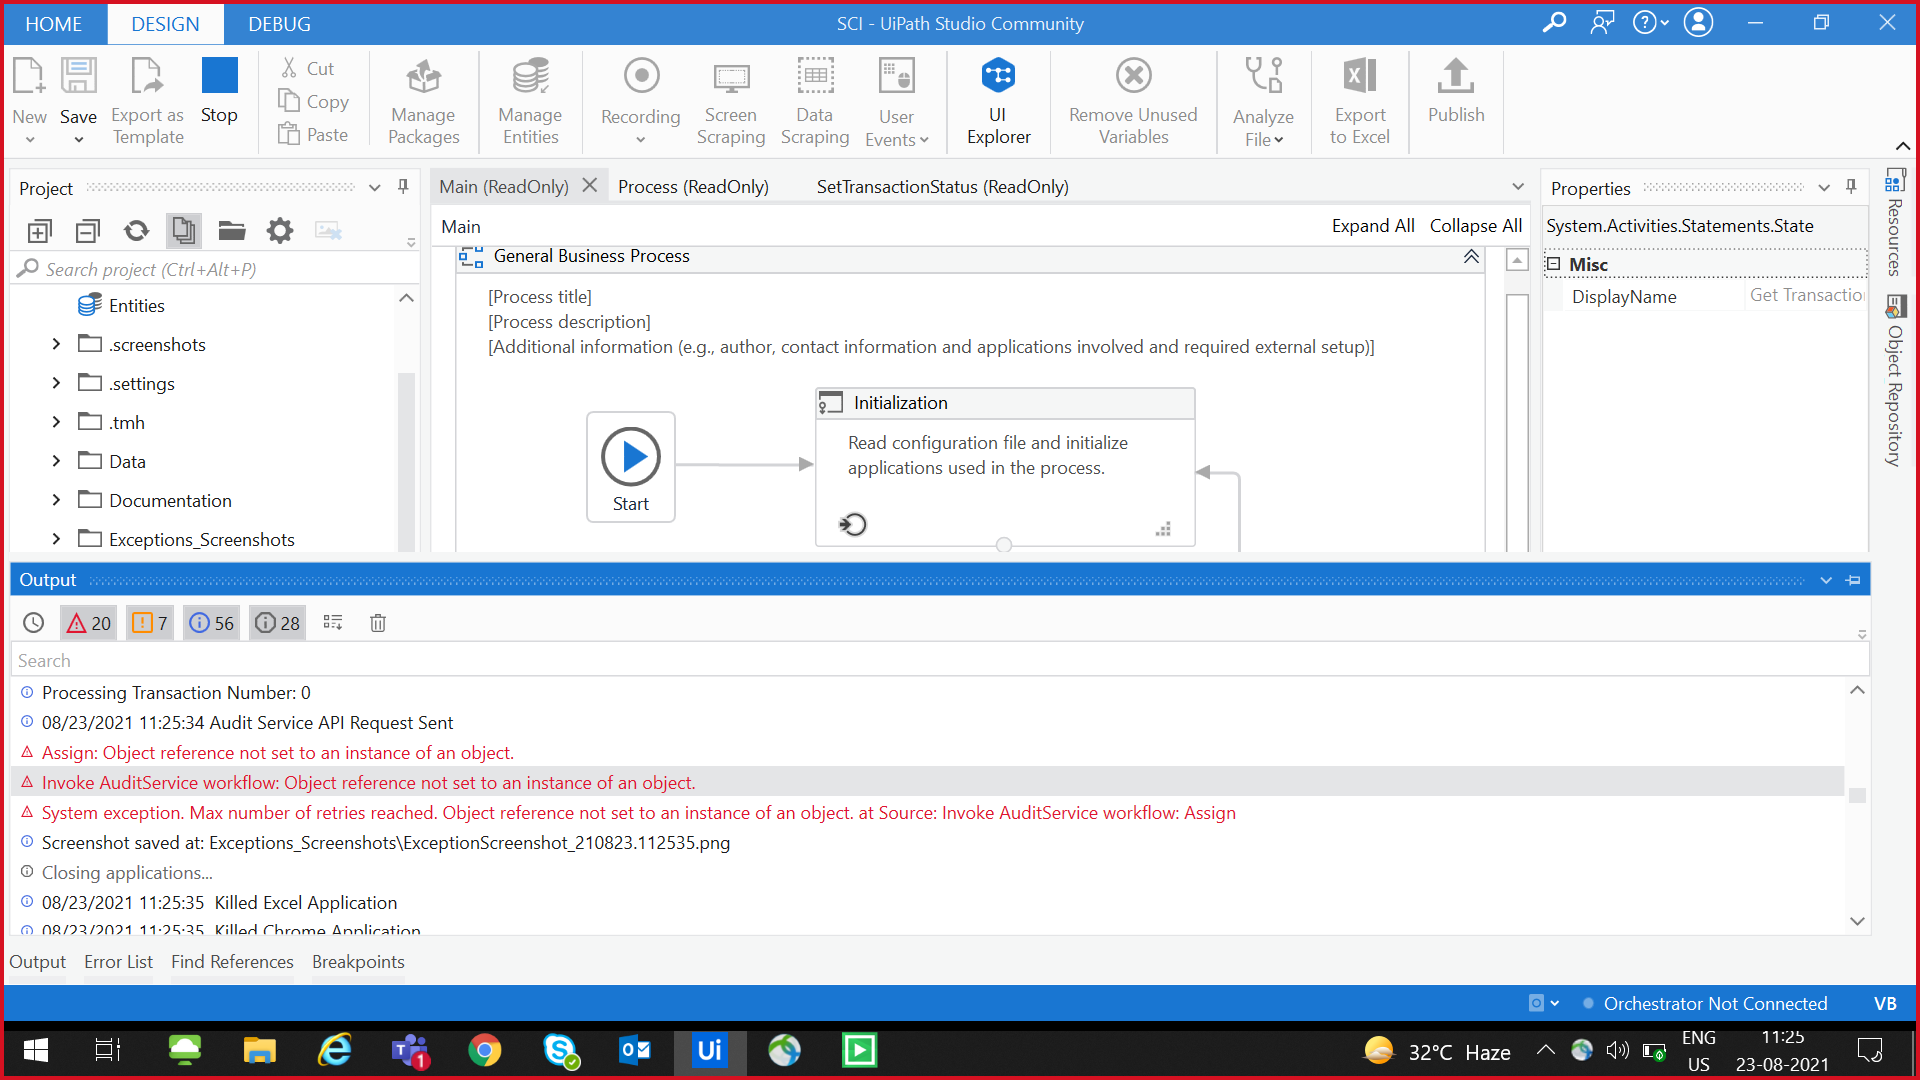 HOME DESIGN DEBUG SCI - UiPath Studio Community
New Save Export as Template Stop Cut Copy Paste
Manage Packages Manage Entities Recording Screen Scraping Data Scraping User Events UI Explorer Remove Unused Variables Analyze File Export to Excel Publish
Project
Search project (Ctrl+Alt+P)
Entities
.screenshots
.settings
.tmh
Data
Documentation
Exceptions_Screenshots
Main (ReadOnly) Process (ReadOnly) SetTransactionStatus (ReadOnly)
Main Expand All Collapse All
General Business Process
[Process title]
[Process description]
[Additional information (e.g., author, contact information and applications involved and required external setup)]
Start
Initialization
Read configuration file and initialize
applications used in the process.
Properties
System.Activities.Statements.State
Misc
DisplayName Get Transactio
Resources
Object Repository
Output
20 7 56 28
Search
Processing Transaction Number: 0
08/23/2021 11:25:34 Audit Service API Request Sent
Assign: Object reference not set to an instance of an object.
Invoke AuditService workflow: Object reference not set to an instance of an object.
System exception. Max number of retries reached. Object reference not set to an instance of an object. at Source: Invoke AuditService workflow: Assign
Screenshot saved at: Exceptions_Screenshots\ExceptionScreenshot_210823.112535.png
Closing applications...
08/23/2021 11:25:35 Killed Excel Application
08/23/2021 11:25:35 Killed Chrome Application
Output Error List Find References Breakpoints
Orchestrator Not Connected VB
Ui
1
32°C Haze
ENG
US
11:25
23-08-2021